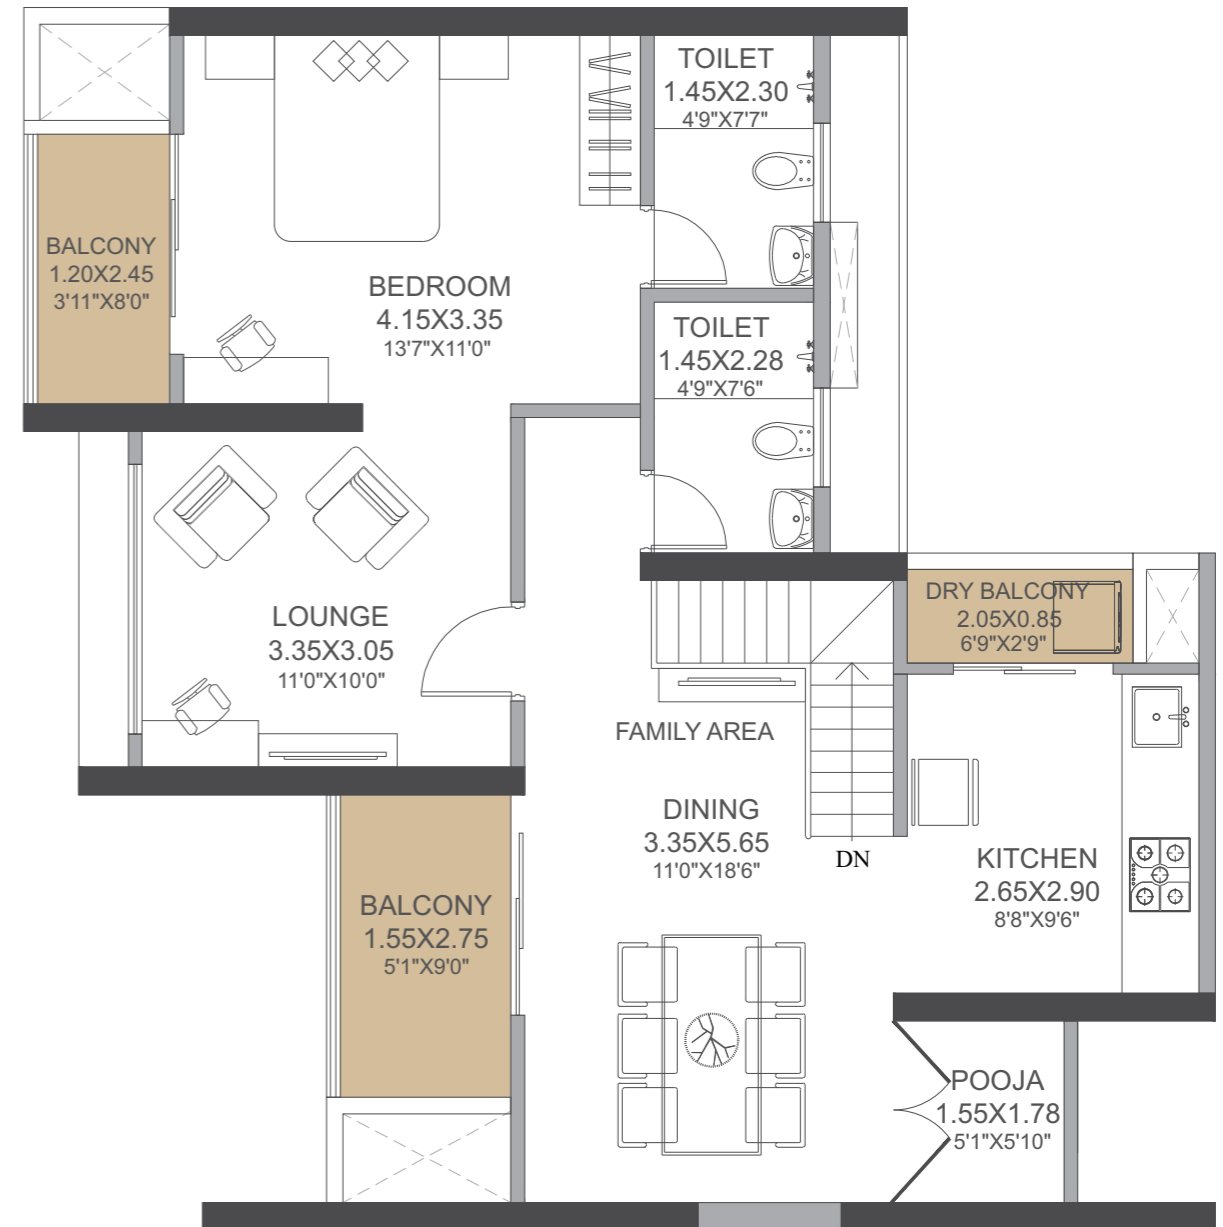 TOILET
1.45X2.30
4'9"X7'7"
BALCONY
1.20X2.45
3'11"X8'0"
BEDROOM
4.15X3.35
13'7"X11'0"
TOILET
1.45X2.28
4'9"X7'6"
DRY BALCONY
2.05X0.85
6'9"X2'9"
LOUNGE
3.35X3.05
11'0"X10'0"
FAMILY AREA
DINING
3.35X5.65
11'0"X18'6"
DN
KITCHEN
2.65X2.90
8'8"X9'6"
BALCONY
1.55X2.75
5'1"X9'0"
POOJA
1.55X1.78
5'1"X5'10"